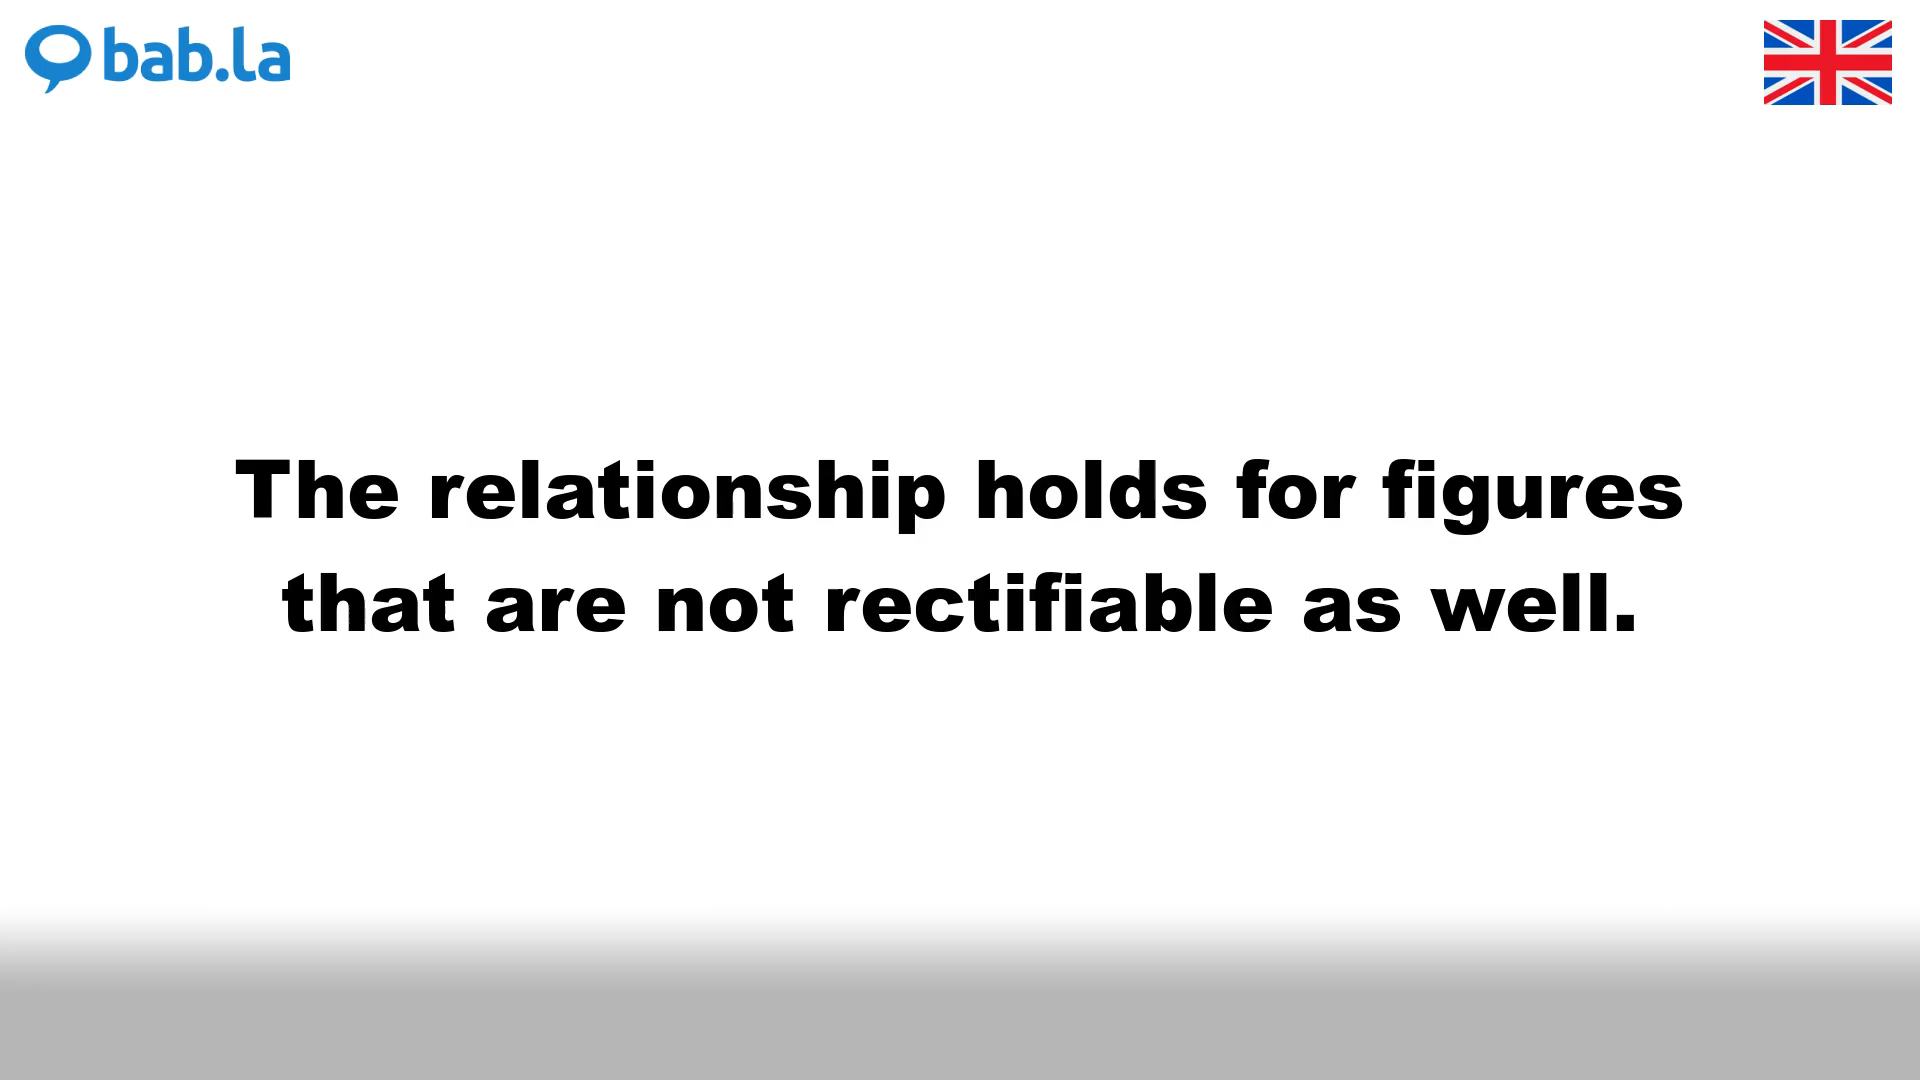 bab.la
The relationship holds for figures
that are not rectifiable as well.